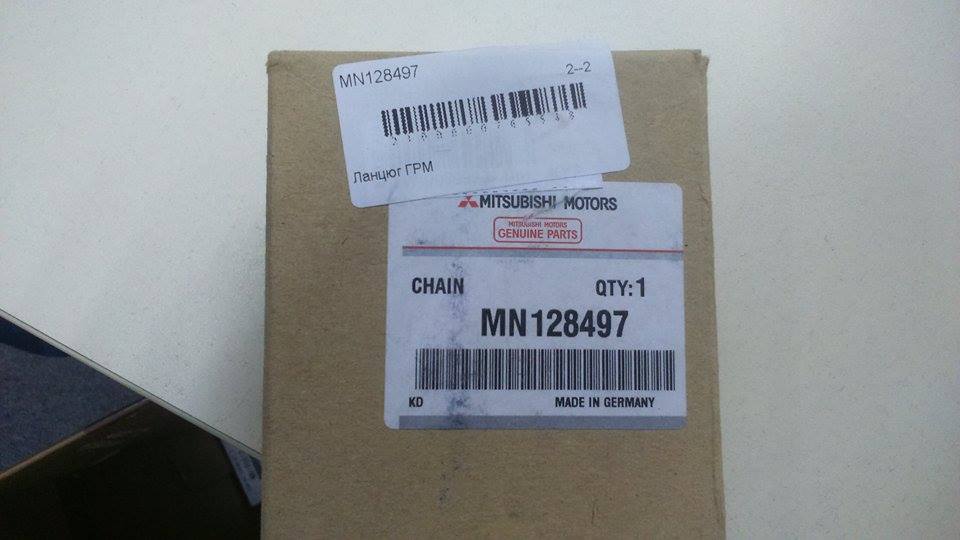 MN128497 2--2
Ланцюг ГРМ
MITSUBISHI MOTORS
MITSUBISHI MOTORS
GENUINE PARTS
CHAIN QTY:1
MN128497
KD MADE IN GERMANY